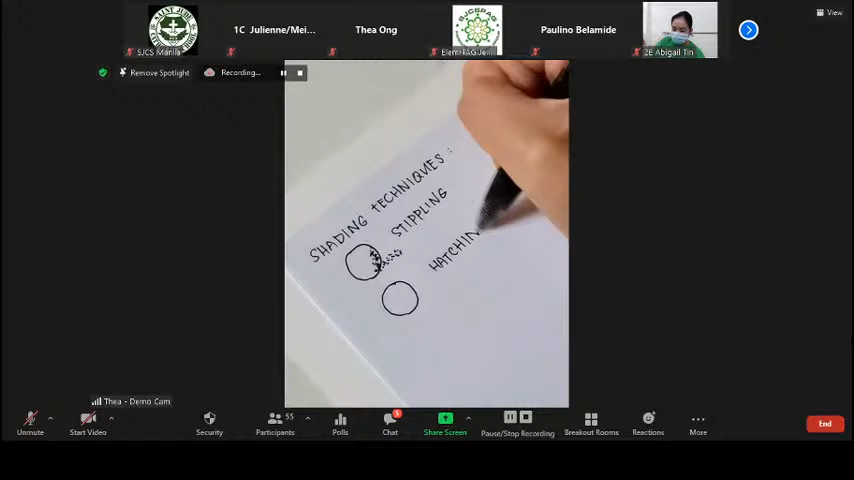 View
1C Julienne/Mei...
Thea Ong
Paulino Belamide
SJCS Manila
2E Abigail Tin
Remove Spotlight
Recording...
SHADING TECHNIQUES:
STIPPLING
HATCHIN
Thea - Demo Cam
Unmute
Start Video
Security
Participants
55
Polls
Chat
5
Share Screen
Pause/Stop Recording
Breakout Rooms
Reactions
More
End